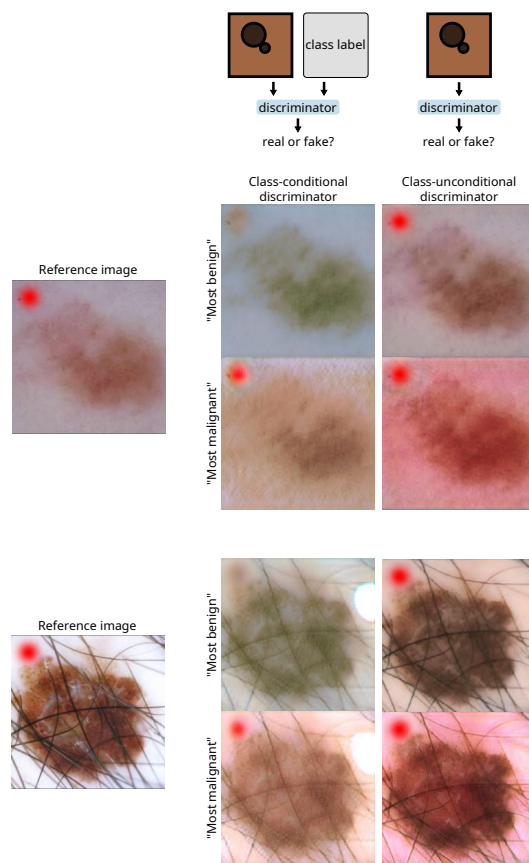 class label
discriminator
discriminator
real or fake?
real or fake?
Class-conditional
discriminator
Class-unconditional
discriminator
Reference image
"Most benign"
"Most malignant"
Reference image
"Most benign"
"Most malignant"